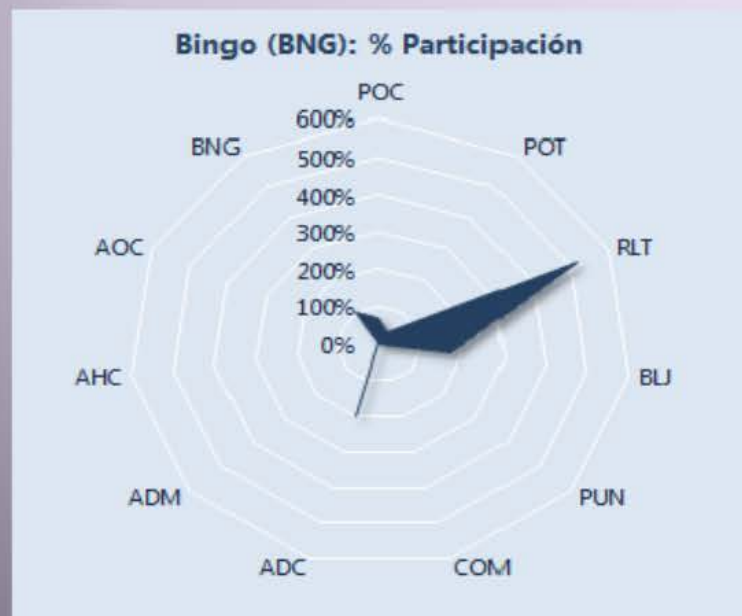 Bingo (BNG): % Participación
POC
600%
BNG
POT
500%
400%
AOC
300%
RLT
200%
100%
0%
AHC
BLJ
ADM
PUN
ADC
COM